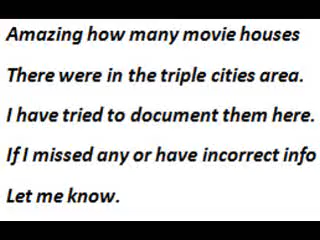 Amazing how many movie houses
There were in the triple cities area.
I have tried to document them here.
If I missed any or have incorrect info
Let me know.